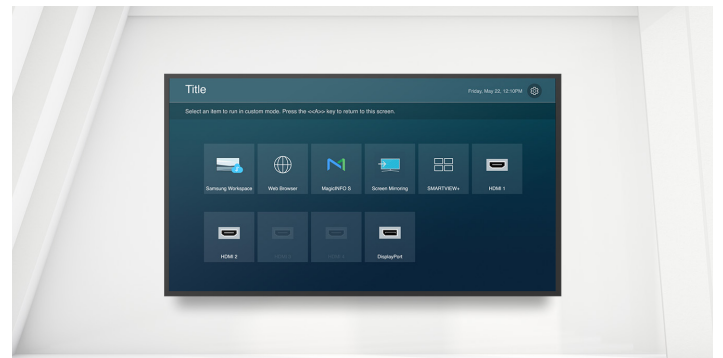 Title
Friday, May 22, 12:10PM
Select an item to run in custom mode. Press the <<A>> key to return to this screen.
Samsung Workspace
Web Browser
MagicINFO S
Screen Mirroring
SMARTVIEW+
HDMI 1
HDMI 2
DisplayPort